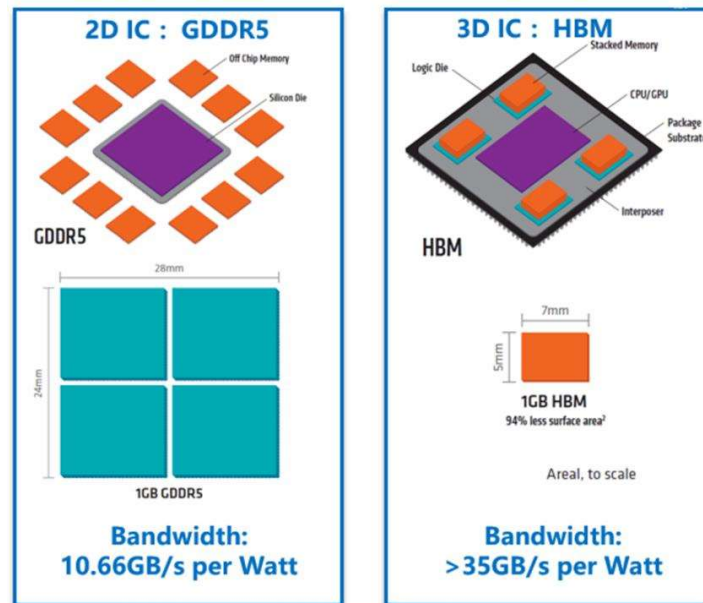 2D IC : GDDR5
Off Chip Memory
Silicon Die
GDDR5
28mm
24mm
1GB GDDR5
Bandwidth:
10.66GB/s per Watt
3D IC : HBM
Stacked Memory
Logic Die
CPU/GPU
Package
Substrat
Interposer
HBM
7mm
5mm
1GB HBM
94% less surface area²
Areal, to scale
Bandwidth:
>35GB/s per Watt